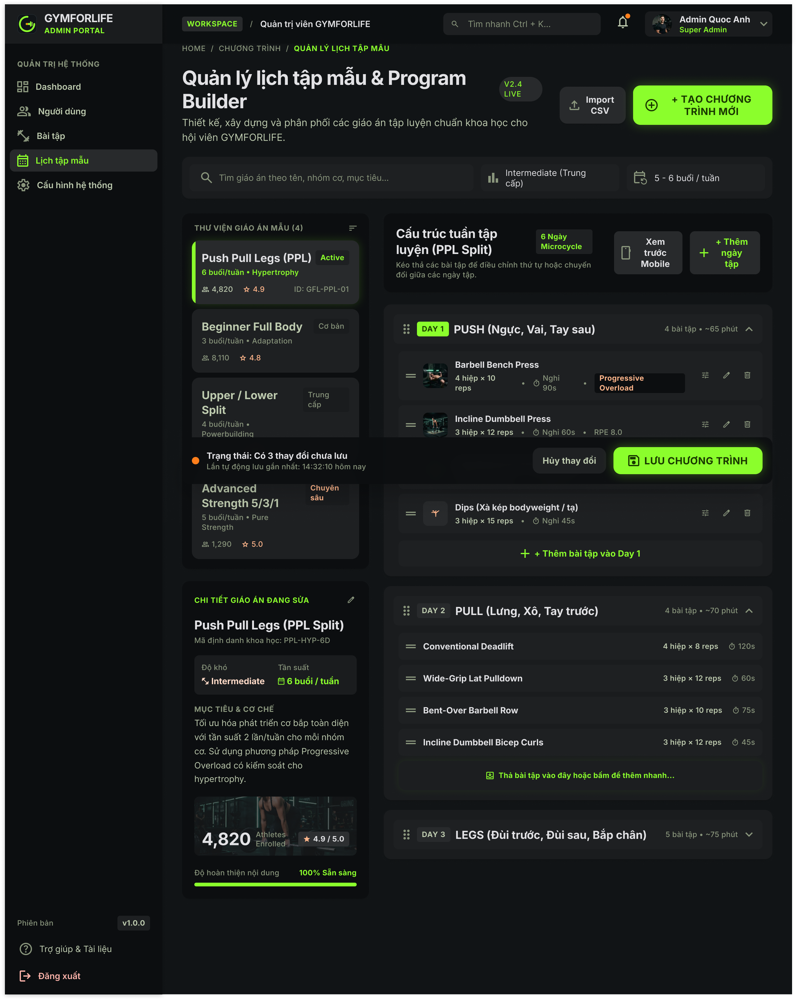 GYMFORLIFE
ADMIN PORTAL
QUẢN TRỊ HỆ THỐNG
Dashboard
Người dùng
Bài tập
Lịch tập mẫu
Cấu hình hệ thống
Phiên bản
v1.0.0
Trợ giúp & Tài liệu
Đăng xuất
WORKSPACE / Quản trị viên GYMFORLIFE
Tìm nhanh Ctrl + K...
Admin Quoc Anh
Super Admin
HOME / CHƯƠNG TRÌNH / QUẢN LÝ LỊCH TẬP MẪU
Quản lý lịch tập mẫu & Program
Builder
V2.4
LIVE
Thiết kế, xây dựng và phân phối các giáo án tập luyện chuẩn khoa học cho
hội viên GYMFORLIFE.
Import
CSV
+ TẠO CHƯƠNG
TRÌNH MỚI
Tìm giáo án theo tên, nhóm cơ, mục tiêu...
Intermediate (Trung
cấp)
5 - 6 buổi / tuần
THƯ VIỆN GIÁO ÁN MẪU (4)
Push Pull Legs (PPL)
Active
6 buổi/tuần • Hypertrophy
4,820
4.9
ID: GFL-PPL-01
Beginner Full Body
Cơ bản
3 buổi/tuần • Adaptation
8,110
4.8
Upper / Lower
Split
Trung
cấp
4 buổi/tuần •
Powerbuilding
Advanced
Strength 5/3/1
Chuyên
sâu
5 buổi/tuần • Pure
Strength
1,290
5.0
CHI TIẾT GIÁO ÁN ĐANG SỬA
Push Pull Legs (PPL Split)
Mã định danh khoa học: PPL-HYP-6D
Độ khó
Intermediate
Tần suất
6 buổi / tuần
MỤC TIÊU & CƠ CHẾ
Tối ưu hóa phát triển cơ bắp toàn diện
với tần suất 2 lần/tuần cho mỗi nhóm
cơ. Sử dụng phương pháp Progressive
Overload có kiểm soát cho
hypertrophy.
4,820
Athletes
Enrolled
4.9 / 5.0
Độ hoàn thiện nội dung
100% Sẵn sàng
Cấu trúc tuần tập
luyện (PPL Split)
6 Ngày
Microcycle
Kéo thả các bài tập để điều chỉnh thứ tự hoặc chuyển
đổi giữa các ngày tập.
Xem
trước
Mobile
+ Thêm
ngày
tập
DAY 1
PUSH (Ngực, Vai, Tay sau)
4 bài tập • ~65 phút
Barbell Bench Press
4 hiệp × 10
reps
•
Nghỉ
90s
•
Progressive
Overload
Incline Dumbbell Press
3 hiệp × 12 reps • Nghỉ 60s • RPE 8.0
Trạng thái: Có 3 thay đổi chưa lưu
Lần tự động lưu gần nhất: 14:32:10 hôm nay
Hủy thay đổi
LƯU CHƯƠNG TRÌNH
Dips (Xà kép bodyweight / tạ)
3 hiệp × 15 reps • Nghỉ 45s
+ Thêm bài tập vào Day 1
DAY 2
PULL (Lưng, Xô, Tay trước)
4 bài tập • ~70 phút
Conventional Deadlift
4 hiệp × 8 reps
120s
Wide-Grip Lat Pulldown
3 hiệp × 12 reps
60s
Bent-Over Barbell Row
3 hiệp × 10 reps
75s
Incline Dumbbell Bicep Curls
3 hiệp × 12 reps
45s
Thả bài tập vào đây hoặc bấm để thêm nhanh...
DAY 3
LEGS (Đùi trước, Đùi sau, Bắp chân)
5 bài tập • ~75 phút